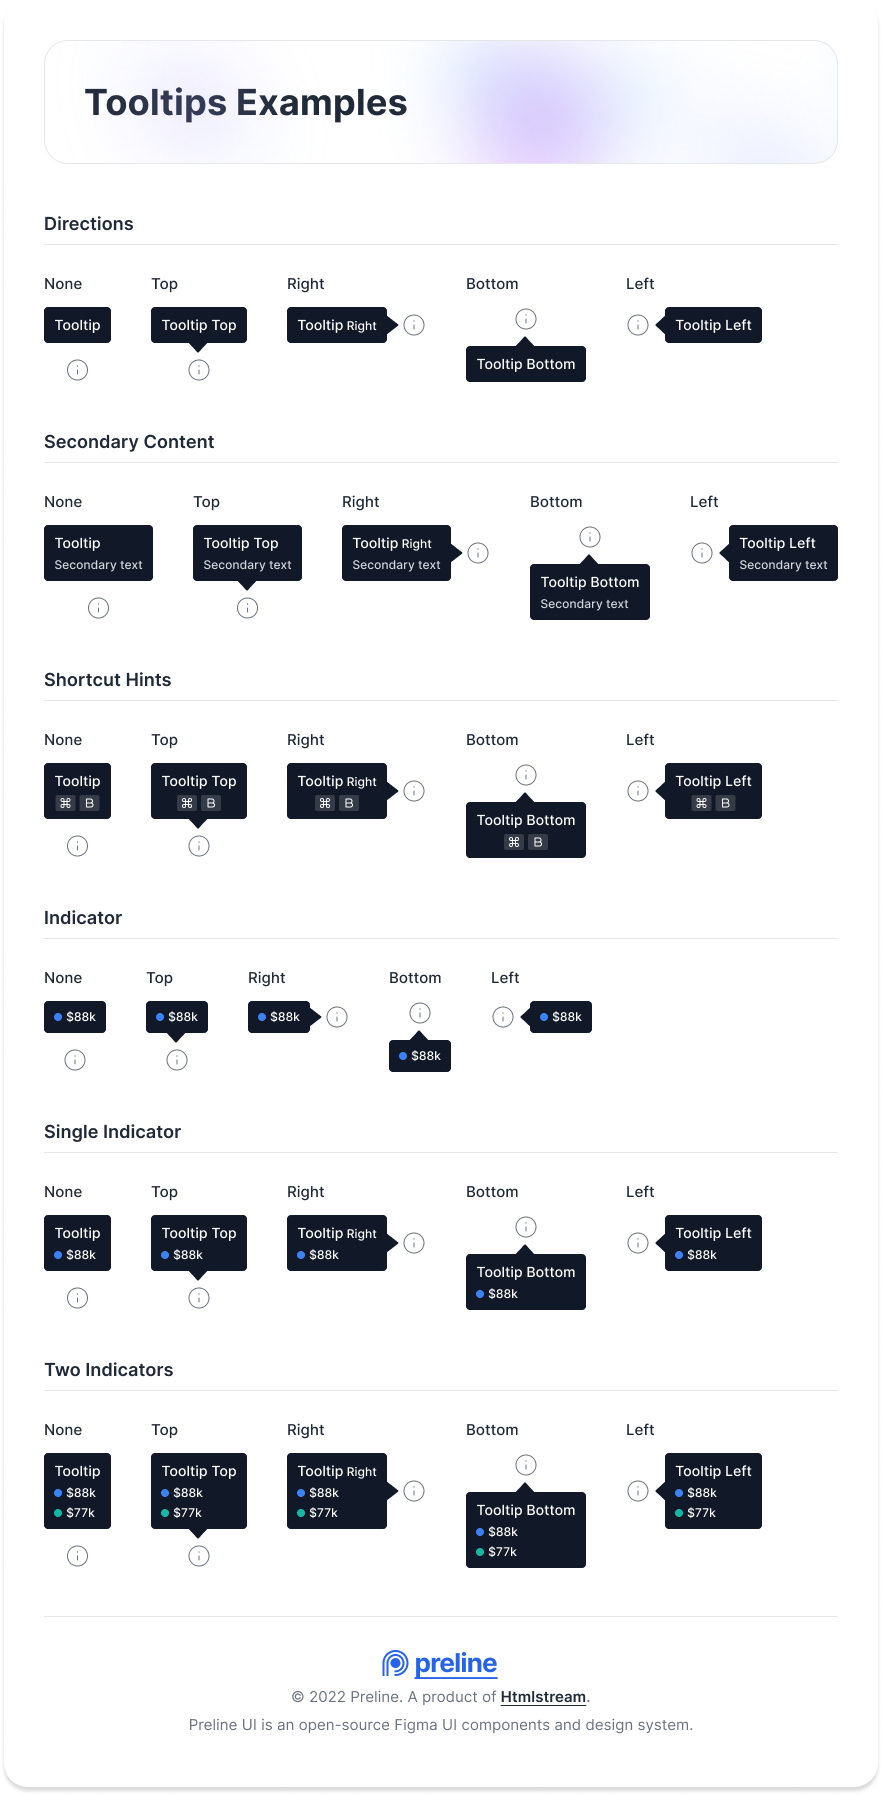 Tooltips Examples
Directions
None Top Right Bottom Left
Tooltip Tooltip Top Tooltip Right Tooltip Left
Tooltip Bottom
Secondary Content
None Top Right Bottom Left
Tooltip Tooltip Top Tooltip Right Tooltip Left
Secondary text Secondary text Secondary text Secondary text
Tooltip Bottom
Secondary text
Shortcut Hints
None Top Right Bottom Left
Tooltip Tooltip Top Tooltip Right Tooltip Left
⌘ B ⌘ B ⌘ B ⌘ B
Tooltip Bottom
⌘ B
Indicator
None Top Right Bottom Left
$88k $88k $88k $88k
$88k
Single Indicator
None Top Right Bottom Left
Tooltip Tooltip Top Tooltip Right Tooltip Left
$88k $88k $88k $88k
Tooltip Bottom
$88k
Two Indicators
None Top Right Bottom Left
Tooltip Tooltip Top Tooltip Right Tooltip Left
$88k $88k $88k $88k
$77k $77k $77k $77k
Tooltip Bottom
$88k
$77k
preline
© 2022 Preline. A product of Htmlstream.
Preline UI is an open-source Figma UI components and design system.